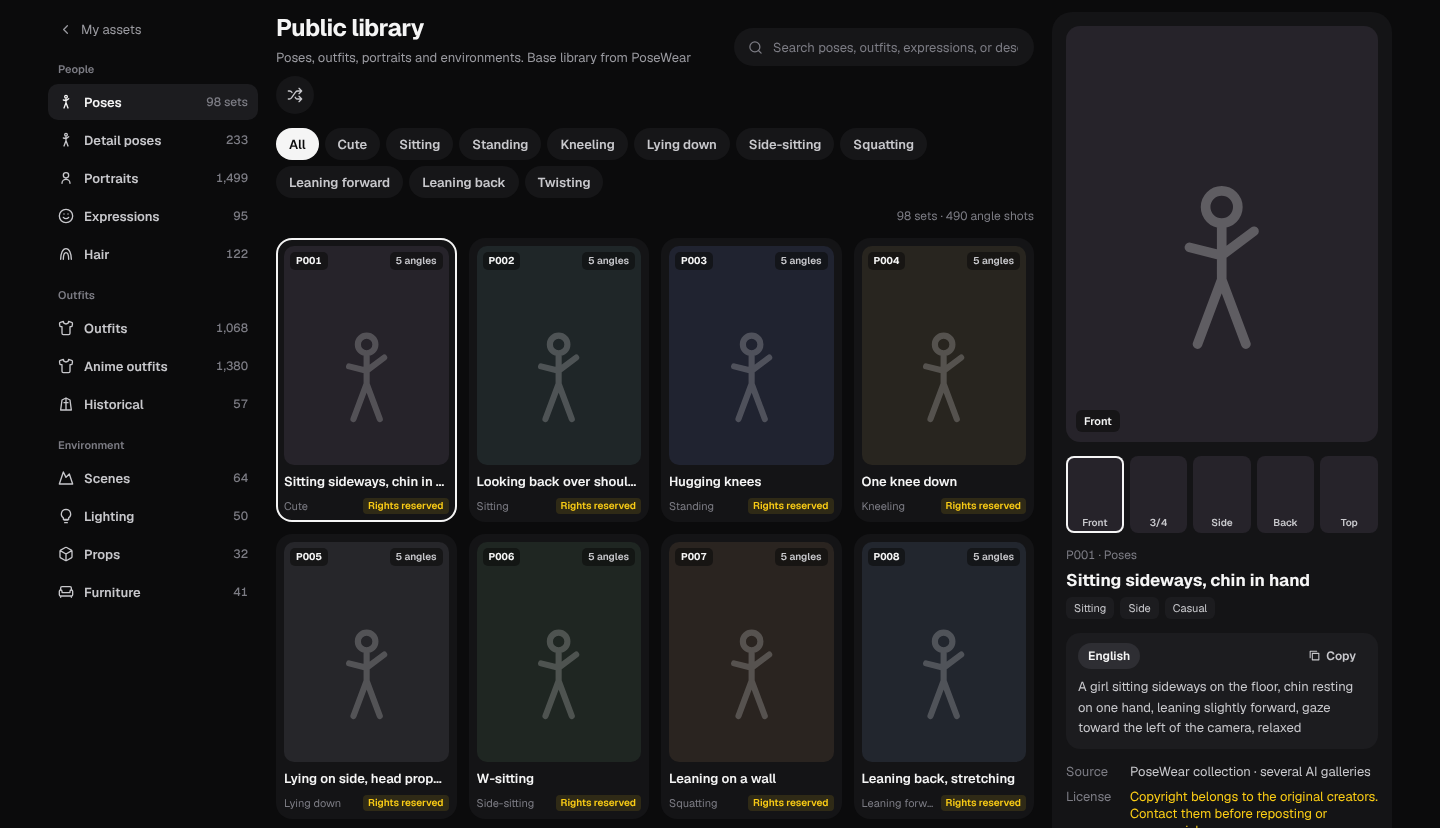 My assets
People
Poses
98 sets
Detail poses
233
Portraits
1,499
Expressions
95
Hair
122
Outfits
Outfits
1,068
Anime outfits
1,380
Historical
57
Environment
Scenes
64
Lighting
50
Props
32
Furniture
41
Public library
Poses, outfits, portraits and environments. Base library from PoseWear
Search poses, outfits, expressions, or des
All
Cute
Sitting
Standing
Kneeling
Lying down
Side-sitting
Squatting
Leaning forward
Leaning back
Twisting
98 sets · 490 angle shots
P001
5 angles
Sitting sideways, chin in ...
Cute
Rights reserved
P002
5 angles
Looking back over shoul...
Sitting
Rights reserved
P003
5 angles
Hugging knees
Standing
Rights reserved
P004
5 angles
One knee down
Kneeling
Rights reserved
P005
5 angles
Lying on side, head prop...
Lying down
Rights reserved
P006
5 angles
W-sitting
Side-sitting
Rights reserved
P007
5 angles
Leaning on a wall
Squatting
Rights reserved
P008
5 angles
Leaning back, stretching
Leaning forw...
Rights reserved
Front
Front
3/4
Side
Back
Top
P001 · Poses
Sitting sideways, chin in hand
Sitting
Side
Casual
English
Copy
A girl sitting sideways on the floor, chin resting
on one hand, leaning slightly forward, gaze
toward the left of the camera, relaxed
Source
PoseWear collection · several AI galleries
License
Copyright belongs to the original creators.
Contact them before reposting or